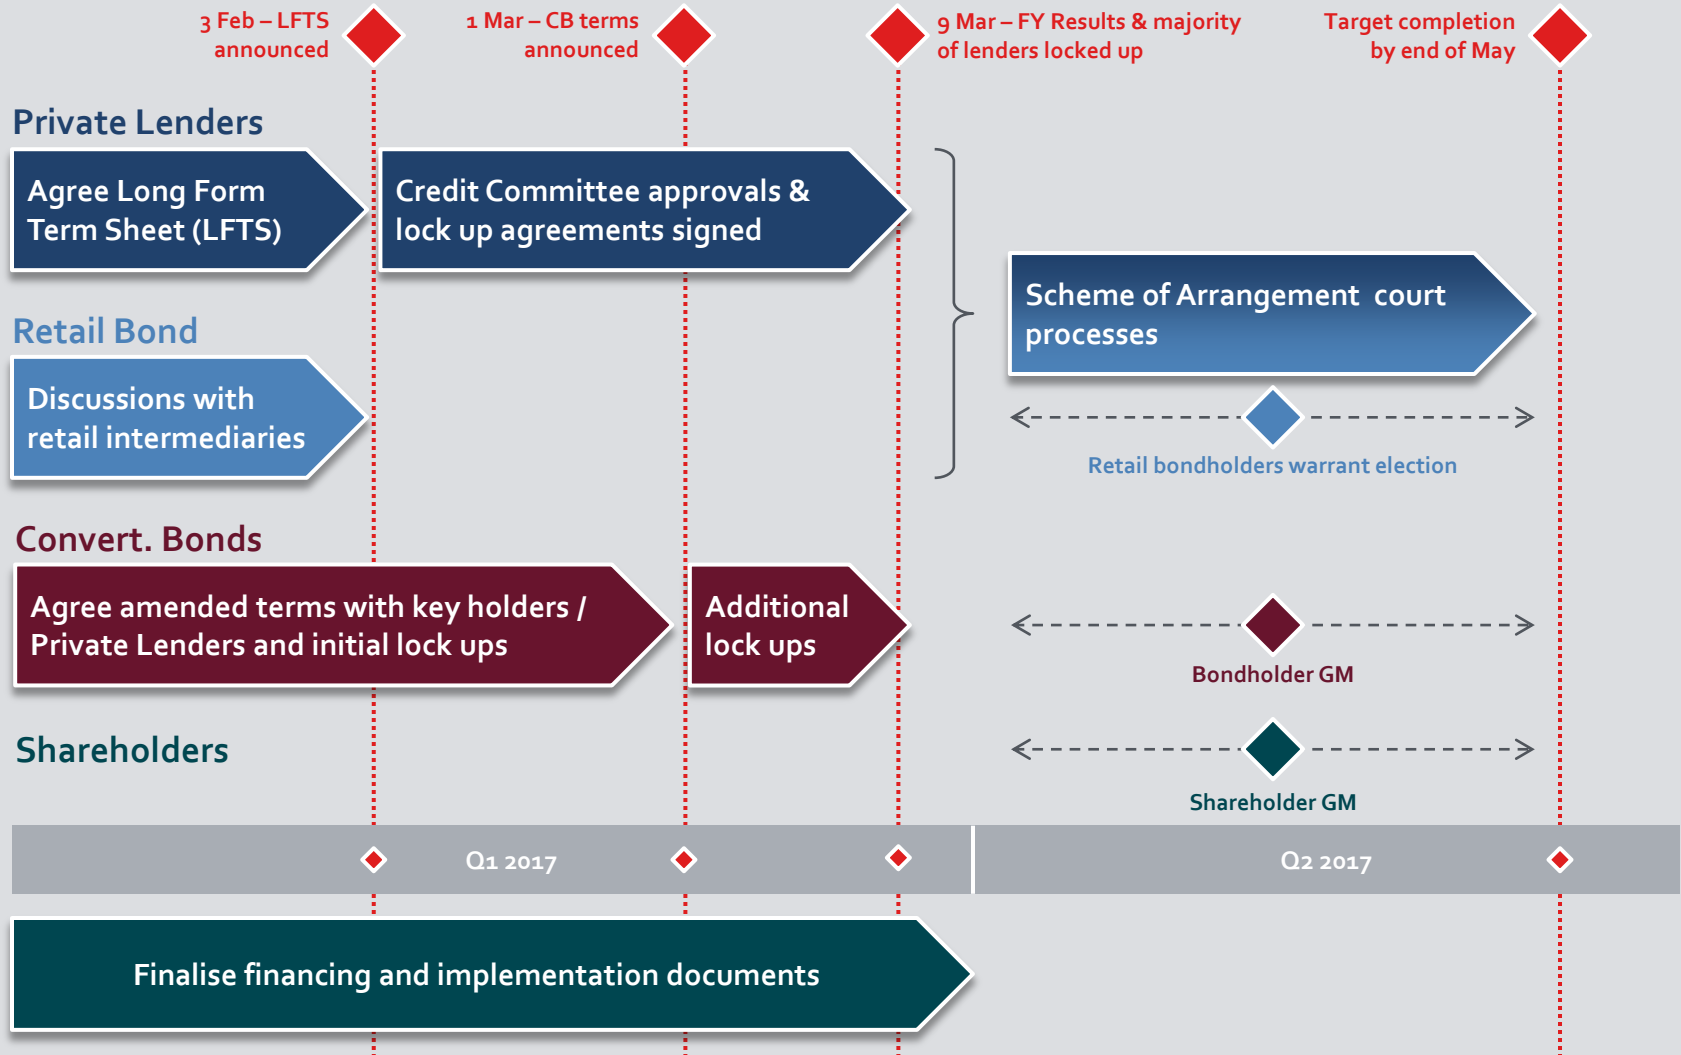 3 Feb – LFTS
announced
1 Mar – CB terms
announced
9 Mar – FY Results & majority
of lenders locked up
Target completion
by end of May
Private Lenders
Agree Long Form
Term Sheet (LFTS)
Credit Committee approvals &
lock up agreements signed
Scheme of Arrangement court
processes
Retail Bond
Discussions with
retail intermediaries
Retail bondholders warrant election
Convert. Bonds
Agree amended terms with key holders /
Private Lenders and initial lock ups
Additional
lock ups
Bondholder GM
Shareholders
Shareholder GM
Q1 2017
Q2 2017
Finalise financing and implementation documents